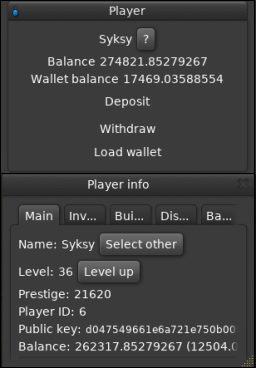 Player
Syksy ?
Balance 274821.85279267
Wallet balance 17469.03588554
Deposit
Withdraw
Load wallet
Player info
Main Inv... Bui... Dis... Ba...
Name: Syksy Select other
Level: 36 Level up
Prestige: 21620
Player ID: 6
Public key: d047549661e6a721e750b00
Balance: 262317.85279267 (12504.0